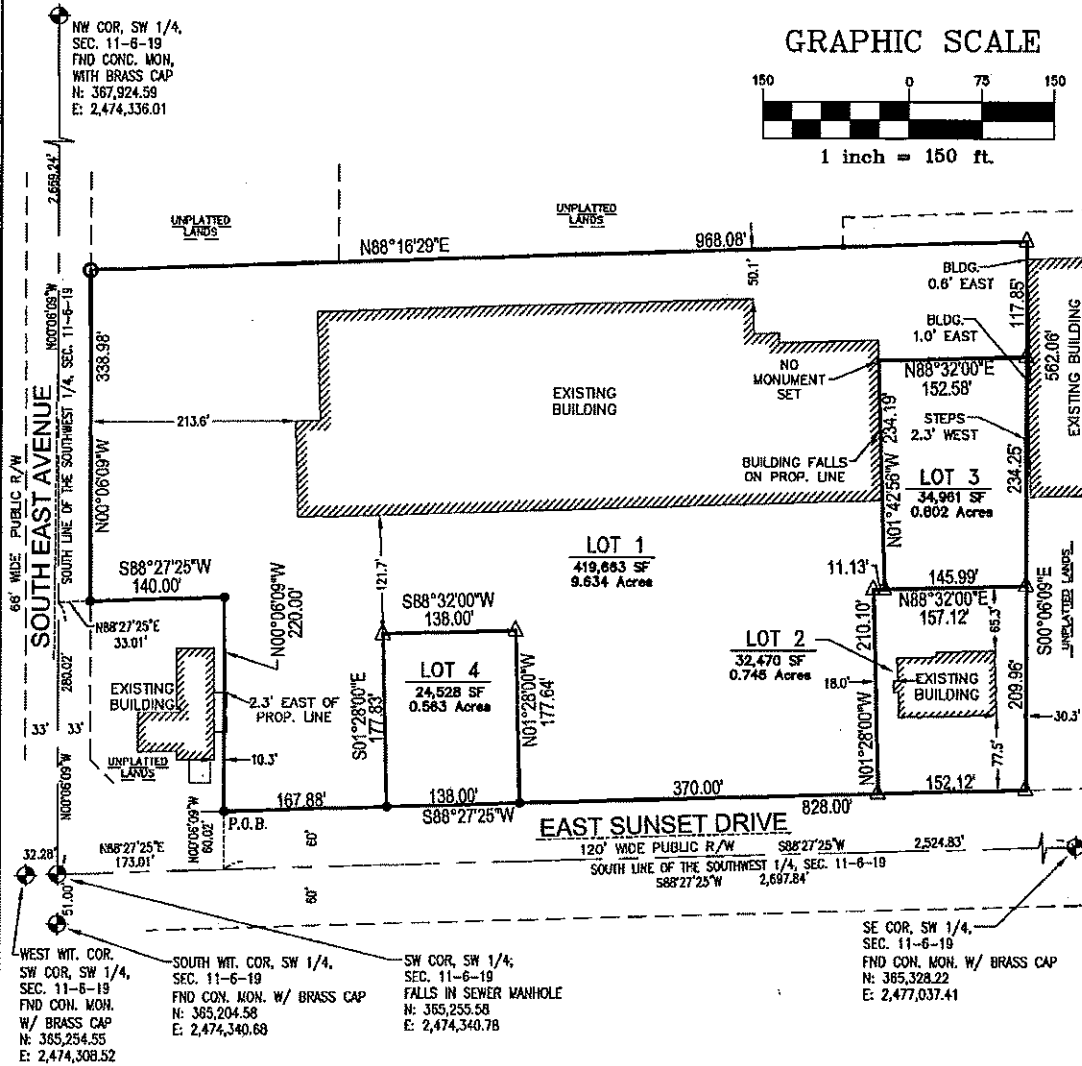 NW COR, SW 1/4,
SEC. 11-6-19
FND CONC. MON,
WITH BRASS CAP
N: 367,924.59
E: 2,474,336.01
GRAPHIC SCALE
150 0 75 150
1 inch = 150 ft.
2,669.24'
UNPLATTED
LANDS
UNPLATTED
LANDS
N88°16'29"E
968.08'
50.1'
BLDG.
0.6' EAST
117.85'
BLDG.
1.0' EAST
562.06'
EXISTING BUILDING
N00°06'09"W
SOUTH LINE OF THE SOUTHWEST 1/4, SEC. 11-6-19
338.98'
N00°06'09"W
SOUTH EAST AVENUE
66' WIDE PUBLIC R/W
213.6'
EXISTING
BUILDING
NO
MONUMENT
SET
N88°32'00"E
152.58'
STEPS
2.3' WEST
234.19'
N01°42'56"W
BUILDING FALLS
ON PROP. LINE
LOT 3
34,961 SF
0.802 Acres
234.25'
LOT 1
419,663 SF
9.634 Acres
121.7'
S88°27'25"W
140.00'
N88°27'25"E
33.01'
N00°06'09"W
220.00'
S88°32'00"W
138.00'
11.13'
145.99'
N88°32'00"E
157.12'
S00°06'09"E
UNPLATTED LANDS
280.02'
EXISTING
BUILDING
2.3' EAST OF
PROP. LINE
LOT 4
24,528 SF
0.563 Acres
S01°28'00"E
177.83'
N01°28'00"W
177.64'
LOT 2
32,470 SF
0.745 Acres
210.10'
N01°28'00"W
18.0'
EXISTING
BUILDING
65.3'
77.5'
209.96'
30.3'
33' 33'
UNPLATTED
LANDS
10.3'
N00°06'09"W
167.88'
138.00'
S88°27'25"W
370.00'
828.00'
152.12'
P.O.B.
N00°06'09"W
60.02'
EAST SUNSET DRIVE
120' WIDE PUBLIC R/W S88°27'25"W 2,524.83'
SOUTH LINE OF THE SOUTHWEST 1/4, SEC. 11-6-19
S88°27'25"W 2,697.84'
60'
60'
N88°27'25"E
173.01'
32.28'
51.00'
WEST WIT. COR.
SW COR, SW 1/4,
SEC. 11-6-19
FND CON. MON.
W/ BRASS CAP
N: 365,254.55
E: 2,474,308.52
SOUTH WIT. COR, SW 1/4,
SEC. 11-6-19
FND CON. MON. W/ BRASS CAP
N: 365,204.58
E: 2,474,340.68
SW COR, SW 1/4;
SEC. 11-6-19
FALLS IN SEWER MANHOLE
N: 365,255.58
E: 2,474,340.78
SE COR, SW 1/4,
SEC. 11-6-19
FND CON. MON. W/ BRASS CAP
N: 365,328.22
E: 2,477,037.41